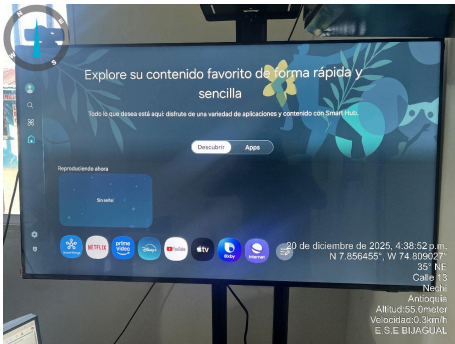 Explore su contenido favorito de forma rápida y
sencilla
Todo lo que desea está aquí: disfrute de una variedad de aplicaciones y contenido con Smart Hub.
Descubrir
Apps
Reproduciendo ahora
Sin señal
NETFLIX
prime video
Disney+
YouTube
tv
Bixby
Internet
20 de diciembre de 2025, 4:38:52 p.m.
N 7.856455°, W 74.809027°
35° NE
Calle 13
Nechí
Antioquia
Altitud:55.0meter
Velocidad:0.3km/h
E.S.E BIJAGUAL